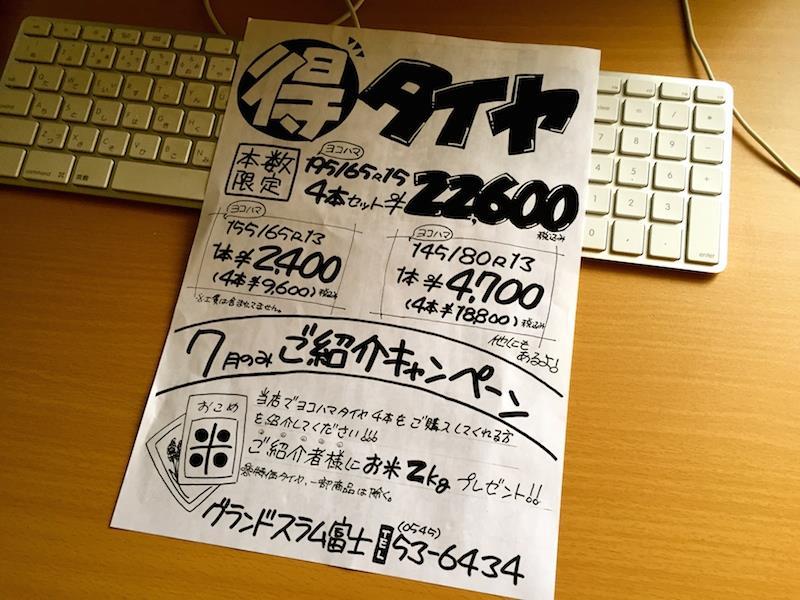 得 タイヤ
本数
限定
ヨコハマ
195/65R15
4本セット¥22,600
税込み
ヨコハマ
155/65R13
1本¥2,400
(4本¥9,600)税込み
※工賃は含まれてません。
ヨコハマ
145/80R13
1本¥4,700
(4本¥18,800)税込み
他にも
あるよ!
7月のみご紹介キャンペーン
おこめ
米
当店でヨコハマタイヤ4本をご購入してくれる方
を紹介してください!!!
ご紹介者様にお米2kgプレゼント!!
※特価タイヤ、一部商品は除く。
グランドスラム富士 TEL (0545)53-6434
command
enter